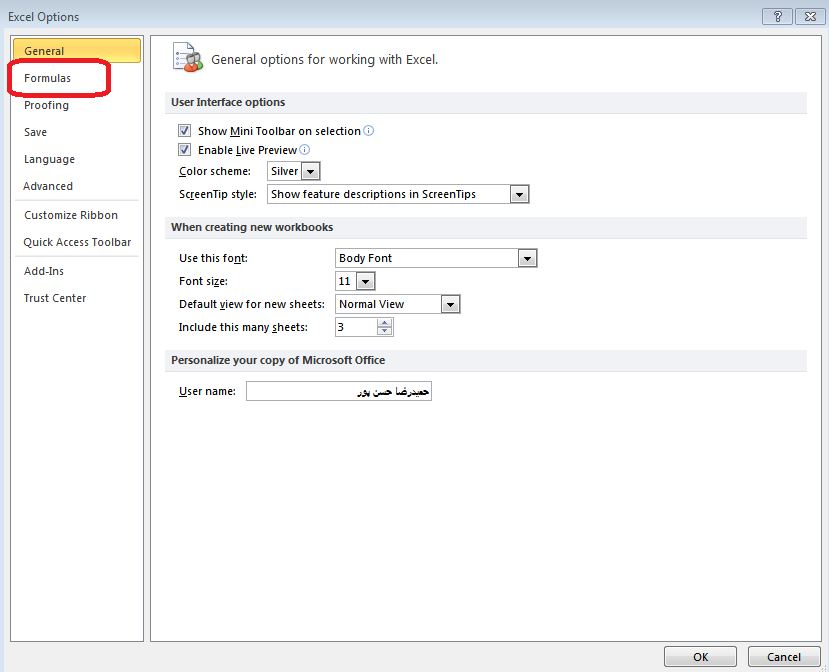 Excel Options
General
Formulas
Proofing
Save
Language
Advanced
Customize Ribbon
Quick Access Toolbar
Add-Ins
Trust Center
General options for working with Excel.
User Interface options
Show Mini Toolbar on selection
Enable Live Preview
Color scheme: Silver
ScreenTip style: Show feature descriptions in ScreenTips
When creating new workbooks
Use this font: Body Font
Font size: 11
Default view for new sheets: Normal View
Include this many sheets: 3
Personalize your copy of Microsoft Office
User name: حمیدرضا حسن پور
OK Cancel